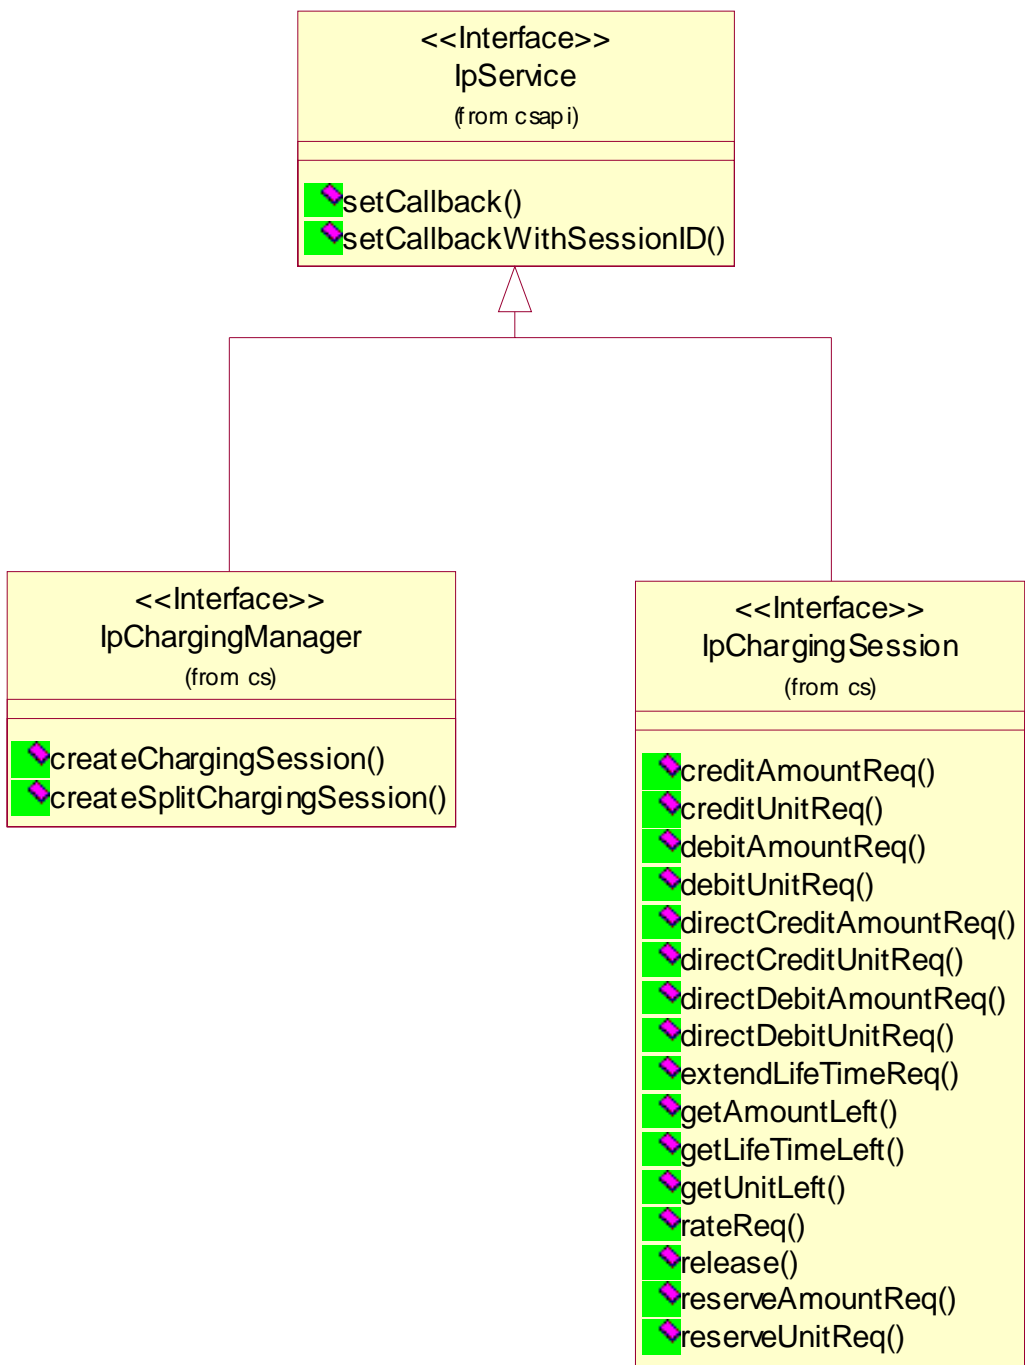 <<Interface>>
IpService
(from csapi)
setCallback()
setCallbackWithSessionID()
<<Interface>>
IpChargingManager
(from cs)
createChargingSession()
createSplitChargingSession()
<<Interface>>
IpChargingSession
(from cs)
creditAmountReq()
creditUnitReq()
debitAmountReq()
debitUnitReq()
directCreditAmountReq()
directCreditUnitReq()
directDebitAmountReq()
directDebitUnitReq()
extendLifeTimeReq()
getAmountLeft()
getLifeTimeLeft()
getUnitLeft()
rateReq()
release()
reserveAmountReq()
reserveUnitReq()